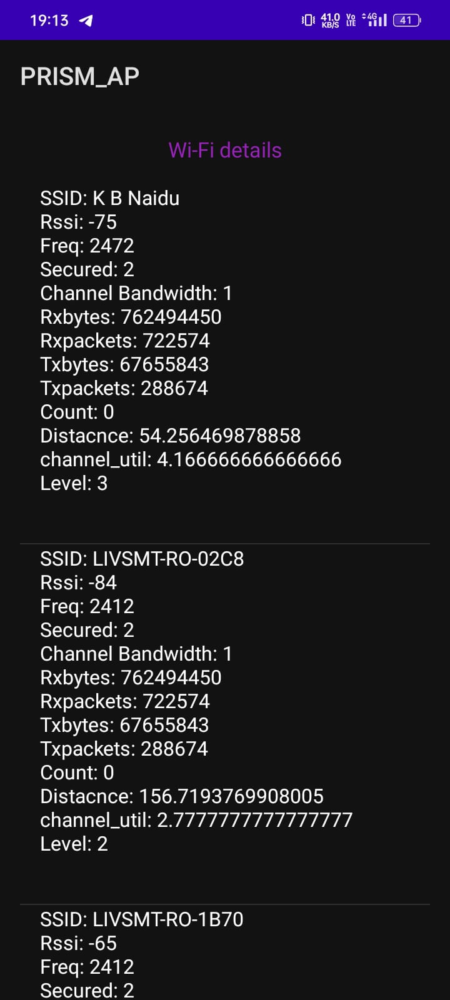 19:13
41.0 KB/S Vo LTE 4G 41
PRISM_AP
Wi-Fi details
SSID: K B Naidu
Rssi: -75
Freq: 2472
Secured: 2
Channel Bandwidth: 1
Rxbytes: 762494450
Rxpackets: 722574
Txbytes: 67655843
Txpackets: 288674
Count: 0
Distacnce: 54.256469878858
channel_util: 4.166666666666666
Level: 3
SSID: LIVSMT-RO-02C8
Rssi: -84
Freq: 2412
Secured: 2
Channel Bandwidth: 1
Rxbytes: 762494450
Rxpackets: 722574
Txbytes: 67655843
Txpackets: 288674
Count: 0
Distacnce: 156.7193769908005
channel_util: 2.7777777777777777
Level: 2
SSID: LIVSMT-RO-1B70
Rssi: -65
Freq: 2412
Secured: 2